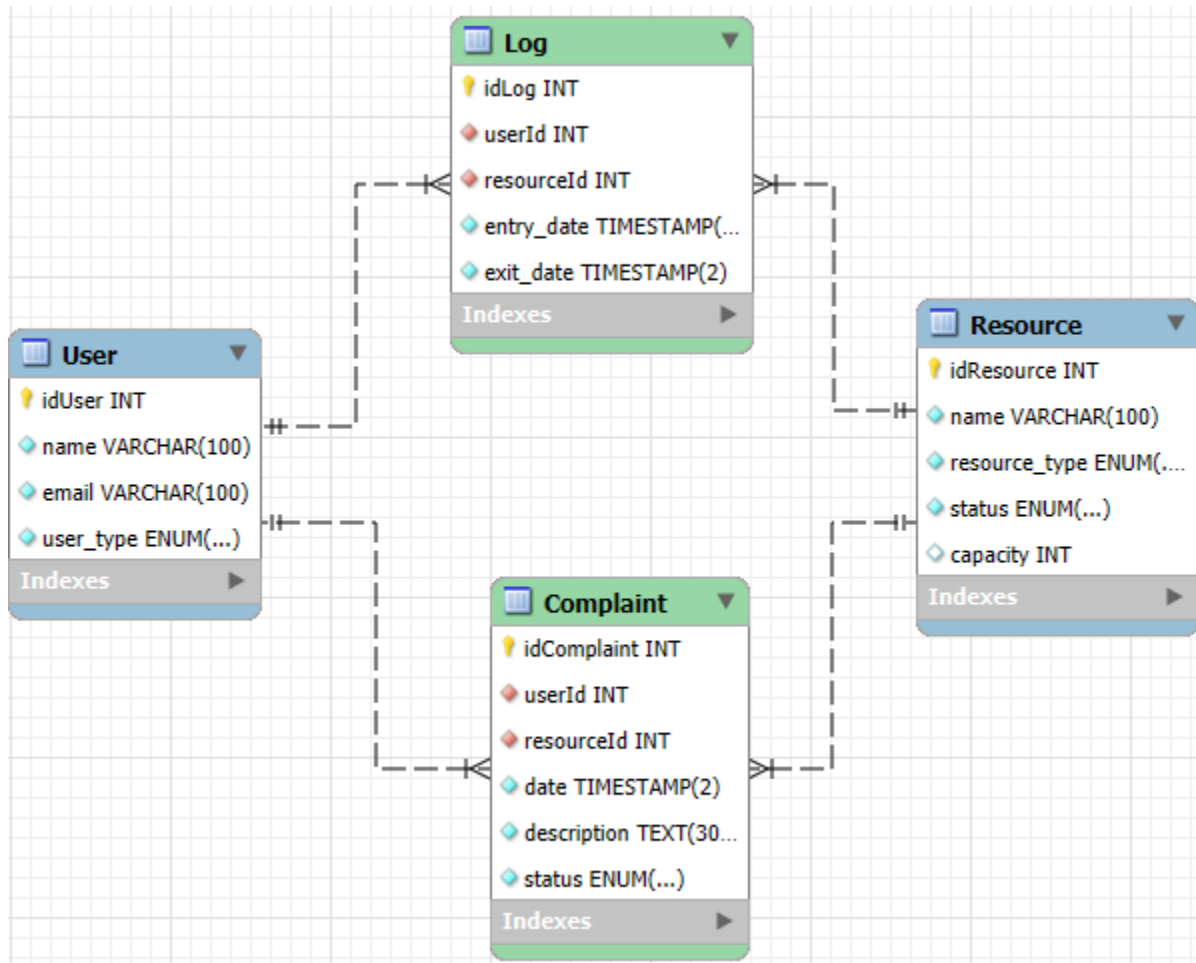 Log
idLog INT
userId INT
resourceId INT
entry_date TIMESTAMP(...
exit_date TIMESTAMP(2)
Indexes
User
idUser INT
name VARCHAR(100)
email VARCHAR(100)
user_type ENUM(...)
Indexes
Resource
idResource INT
name VARCHAR(100)
resource_type ENUM(....
status ENUM(...)
capacity INT
Indexes
Complaint
idComplaint INT
userId INT
resourceId INT
date TIMESTAMP(2)
description TEXT(30...
status ENUM(...)
Indexes